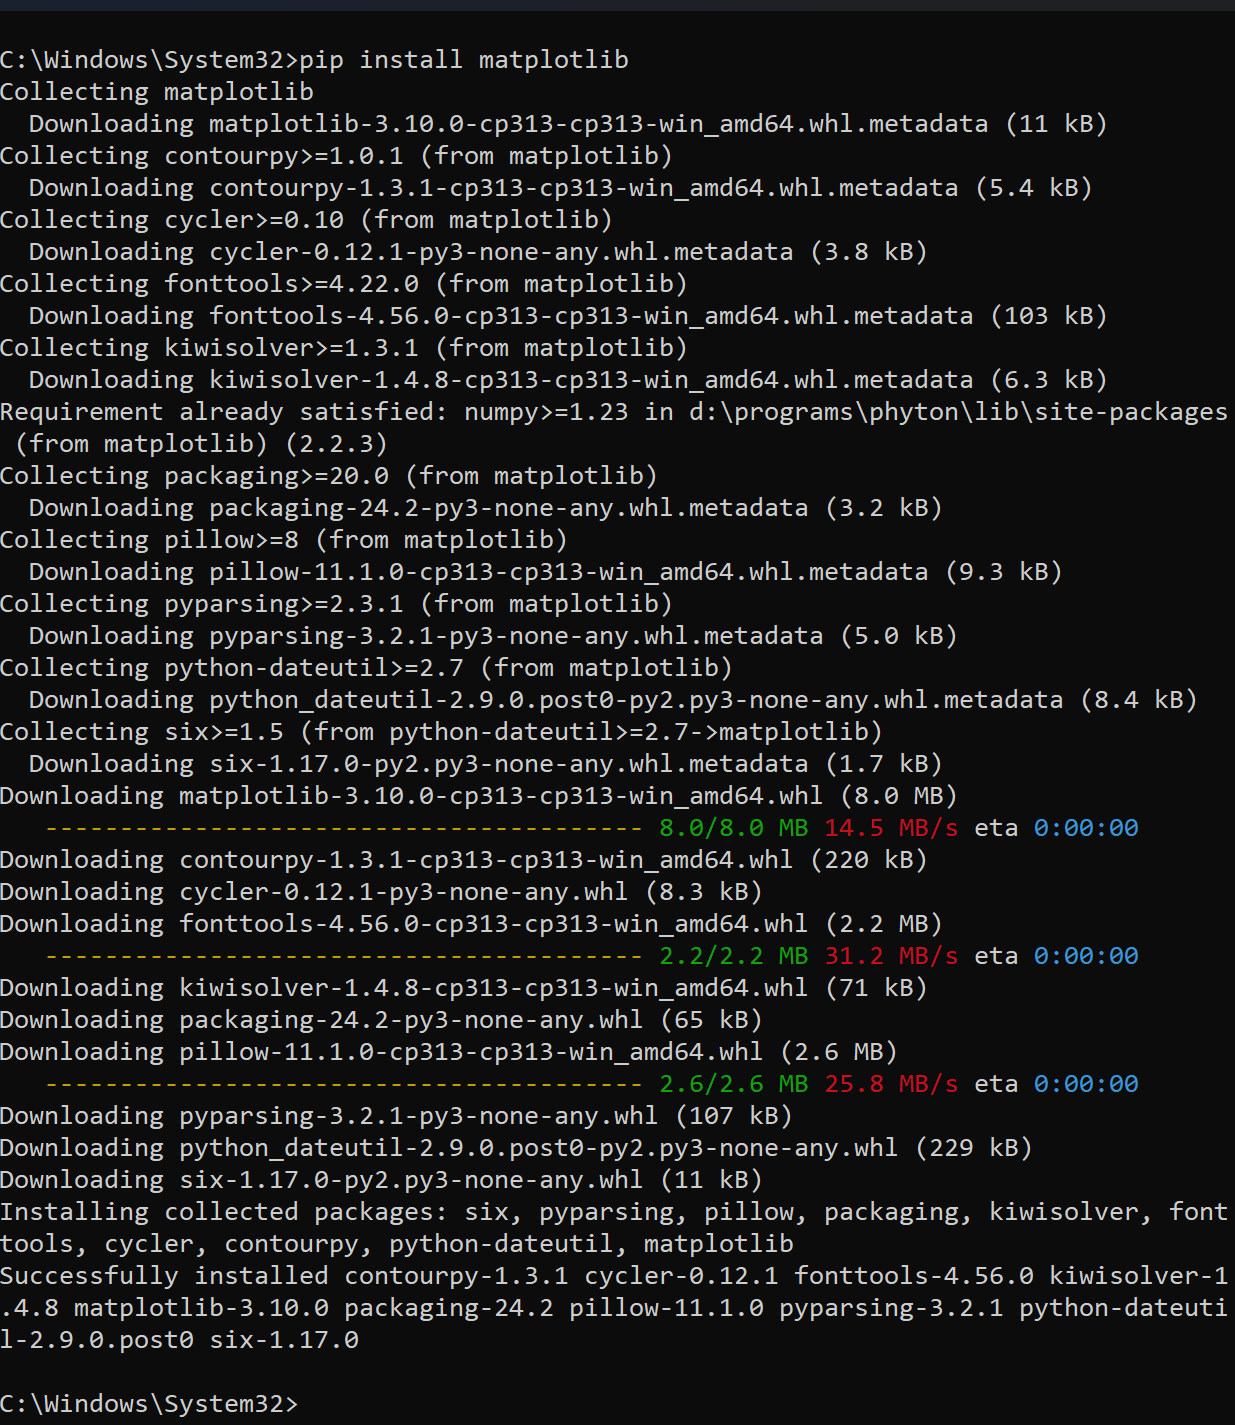 C:\Windows\System32>pip install matplotlib
Collecting matplotlib
  Downloading matplotlib-3.10.0-cp313-cp313-win_amd64.whl.metadata (11 kB)
Collecting contourpy>=1.0.1 (from matplotlib)
  Downloading contourpy-1.3.1-cp313-cp313-win_amd64.whl.metadata (5.4 kB)
Collecting cycler>=0.10 (from matplotlib)
  Downloading cycler-0.12.1-py3-none-any.whl.metadata (3.8 kB)
Collecting fonttools>=4.22.0 (from matplotlib)
  Downloading fonttools-4.56.0-cp313-cp313-win_amd64.whl.metadata (103 kB)
Collecting kiwisolver>=1.3.1 (from matplotlib)
  Downloading kiwisolver-1.4.8-cp313-cp313-win_amd64.whl.metadata (6.3 kB)
Requirement already satisfied: numpy>=1.23 in d:\programs\phyton\lib\site-packages
 (from matplotlib) (2.2.3)
Collecting packaging>=20.0 (from matplotlib)
  Downloading packaging-24.2-py3-none-any.whl.metadata (3.2 kB)
Collecting pillow>=8 (from matplotlib)
  Downloading pillow-11.1.0-cp313-cp313-win_amd64.whl.metadata (9.3 kB)
Collecting pyparsing>=2.3.1 (from matplotlib)
  Downloading pyparsing-3.2.1-py3-none-any.whl.metadata (5.0 kB)
Collecting python-dateutil>=2.7 (from matplotlib)
  Downloading python_dateutil-2.9.0.post0-py2.py3-none-any.whl.metadata (8.4 kB)
Collecting six>=1.5 (from python-dateutil>=2.7->matplotlib)
  Downloading six-1.17.0-py2.py3-none-any.whl.metadata (1.7 kB)
Downloading matplotlib-3.10.0-cp313-cp313-win_amd64.whl (8.0 MB)
   ---------------------------------------- 8.0/8.0 MB 14.5 MB/s eta 0:00:00
Downloading contourpy-1.3.1-cp313-cp313-win_amd64.whl (220 kB)
Downloading cycler-0.12.1-py3-none-any.whl (8.3 kB)
Downloading fonttools-4.56.0-cp313-cp313-win_amd64.whl (2.2 MB)
   ---------------------------------------- 2.2/2.2 MB 31.2 MB/s eta 0:00:00
Downloading kiwisolver-1.4.8-cp313-cp313-win_amd64.whl (71 kB)
Downloading packaging-24.2-py3-none-any.whl (65 kB)
Downloading pillow-11.1.0-cp313-cp313-win_amd64.whl (2.6 MB)
   ---------------------------------------- 2.6/2.6 MB 25.8 MB/s eta 0:00:00
Downloading pyparsing-3.2.1-py3-none-any.whl (107 kB)
Downloading python_dateutil-2.9.0.post0-py2.py3-none-any.whl (229 kB)
Downloading six-1.17.0-py2.py3-none-any.whl (11 kB)
Installing collected packages: six, pyparsing, pillow, packaging, kiwisolver, font
tools, cycler, contourpy, python-dateutil, matplotlib
Successfully installed contourpy-1.3.1 cycler-0.12.1 fonttools-4.56.0 kiwisolver-1
.4.8 matplotlib-3.10.0 packaging-24.2 pillow-11.1.0 pyparsing-3.2.1 python-dateuti
l-2.9.0.post0 six-1.17.0
C:\Windows\System32>